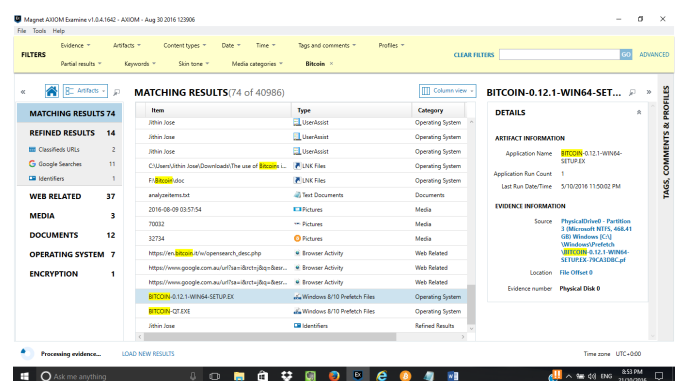 Magnet AXIOM Examine v1.0.4.1642 - AXIOM - Aug 30 2016 123906
File Tools Help
FILTERS
Evidence Artifacts Content types Date Time Tags and comments Profiles
Partial results Keywords Skin tone Media categories Bitcoin ×
CLEAR FILTERS
GO ADVANCED
« Artifacts
MATCHING RESULTS 74
REFINED RESULTS 14
Classifieds URLs 2
Google Searches 11
Identifiers 1
WEB RELATED 37
MEDIA 3
DOCUMENTS 12
OPERATING SYSTEM 7
ENCRYPTION 1
MATCHING RESULTS (74 of 40986)
Column view
Item Type Category
Jithin Jose UserAssist Operating System
Jithin Jose UserAssist Operating System
Jithin Jose UserAssist Operating System
C:\Users\Jithin Jose\Downloads\The use of Bitcoins i... LNK Files Operating System
F:\Bitcoin\doc LNK Files Operating System
analyzeitems.txt Text Documents Documents
2016-08-09 03:57:54 Pictures Media
70032 Pictures Media
32734 Pictures Media
https://en.bitcoin.it/w/opensearch_desc.php Browser Activity Web Related
https://www.google.com.au/url?sa=i&rct=j&q=&esr... Browser Activity Web Related
https://www.google.com.au/url?sa=i&rct=j&q=&esr... Browser Activity Web Related
BITCOIN-0.12.1-WIN64-SETUP.EX Windows 8/10 Prefetch Files Operating System
BITCOIN-QT.EXE Windows 8/10 Prefetch Files Operating System
Jithin Jose Identifiers Refined Results
BITCOIN-0.12.1-WIN64-SET... »
DETAILS
ARTIFACT INFORMATION
Application Name BITCOIN-0.12.1-WIN64-
SETUP.EX
Application Run Count 1
Last Run Date/Time 5/10/2016 11:50:02 PM
EVIDENCE INFORMATION
Source PhysicalDrive0 - Partition
3 (Microsoft NTFS, 468.41
GB) Windows [C:\]
\Windows\Prefetch
\BITCOIN-0.12.1-WIN64-
SETUP.EX-79CA3DBC.pf
Location File Offset 0
Evidence number Physical Disk 0
TAGS, COMMENTS & PROFILES
Processing evidence... LOAD NEW RESULTS
Time zone UTC+0:00
Ask me anything
ENG
8:53 PM
21/10/2016